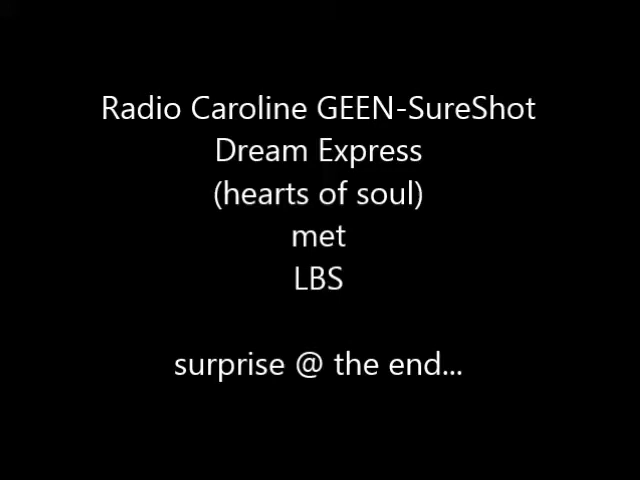 Radio Caroline GEEN-SureShot
Dream Express
(hearts of soul)
met
LBS
surprise @ the end...